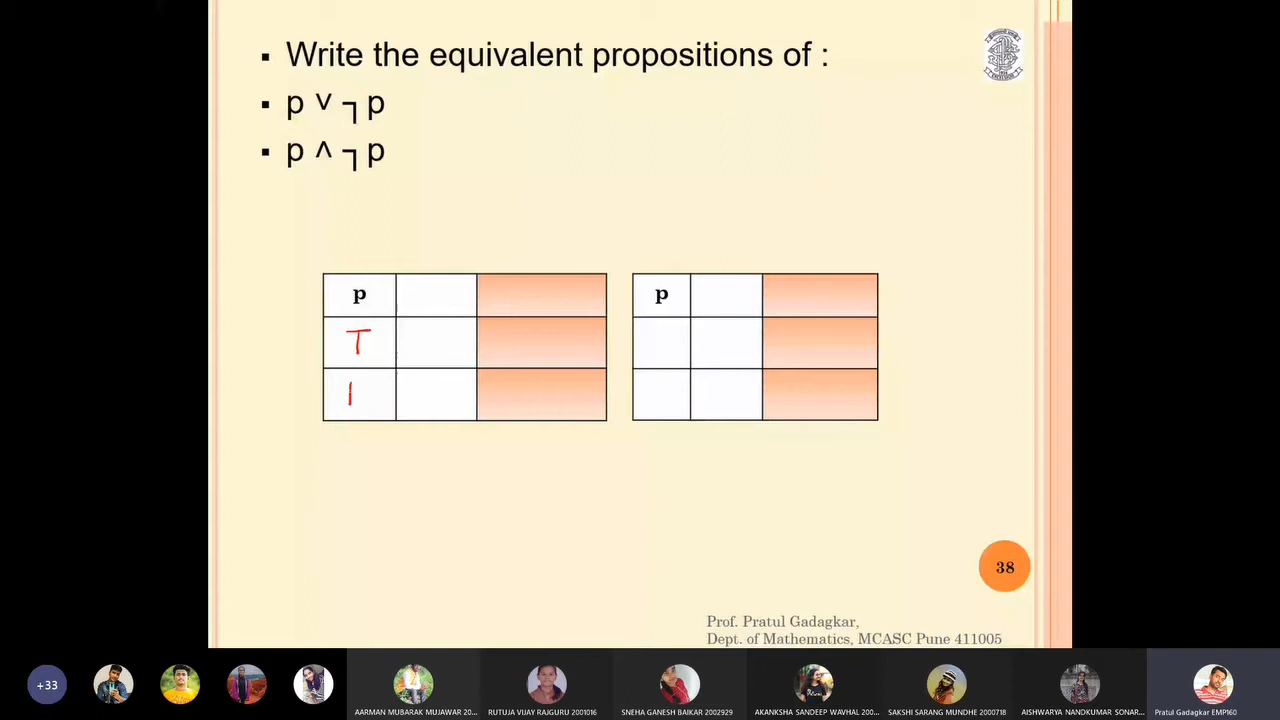 ▪ Write the equivalent propositions of :
▪ p ˅ ┐p
▪ p ˄ ┐p
p
p
T
38
Prof. Pratul Gadagkar,
Dept. of Mathematics, MCASC Pune 411005
+33
AARMAN MUBARAK MUJAWAR 20...
RUTUJA VIJAY RAJGURU 2001016
SNEHA GANESH BAIKAR 2002929
AKANKSHA SANDEEP WAVHAL 200...
SAKSHI SARANG MUNDHE 2000718
AISHWARYA NANDKUMAR SONAR...
Pratul Gadagkar EMP160